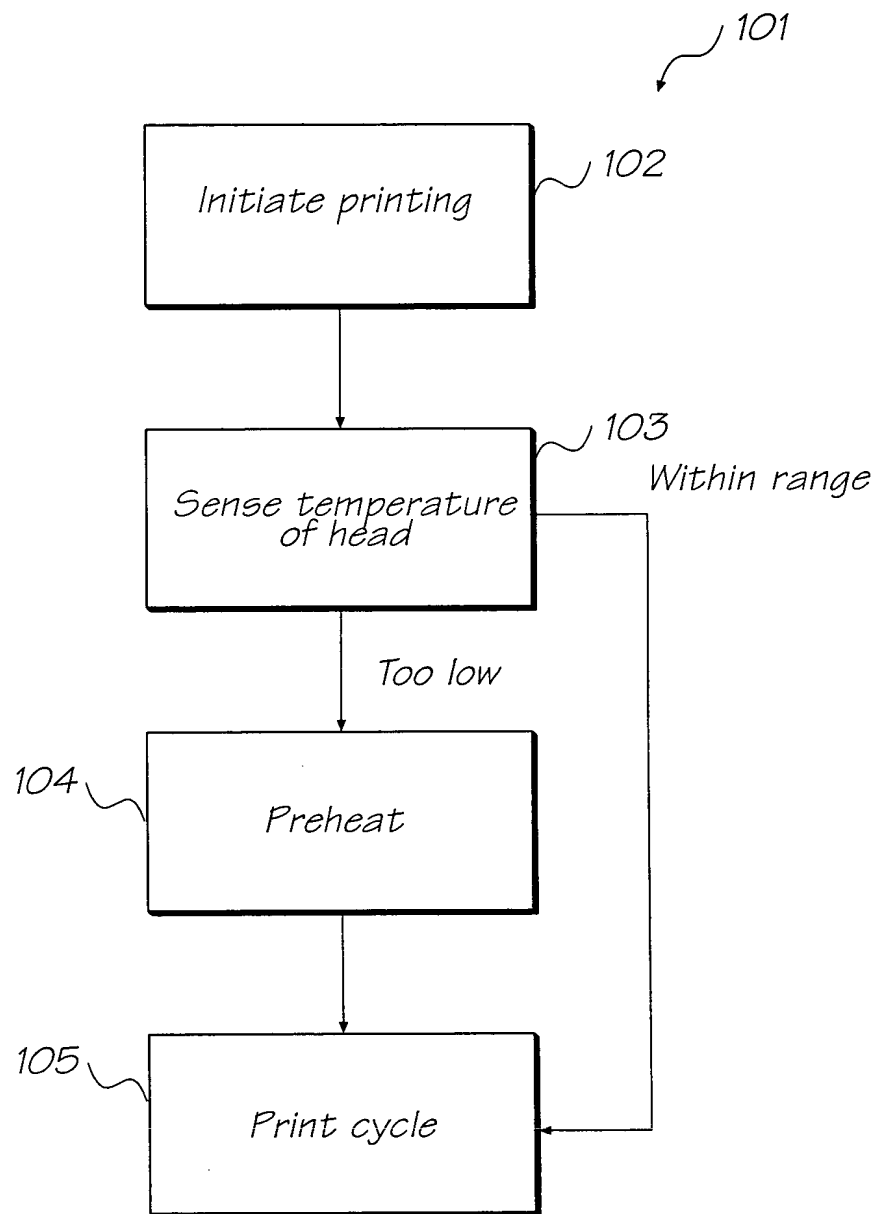 101
Initiate printing
102
Sense temperature
of head
103
Within range
Too low
104
Preheat
105
Print cycle